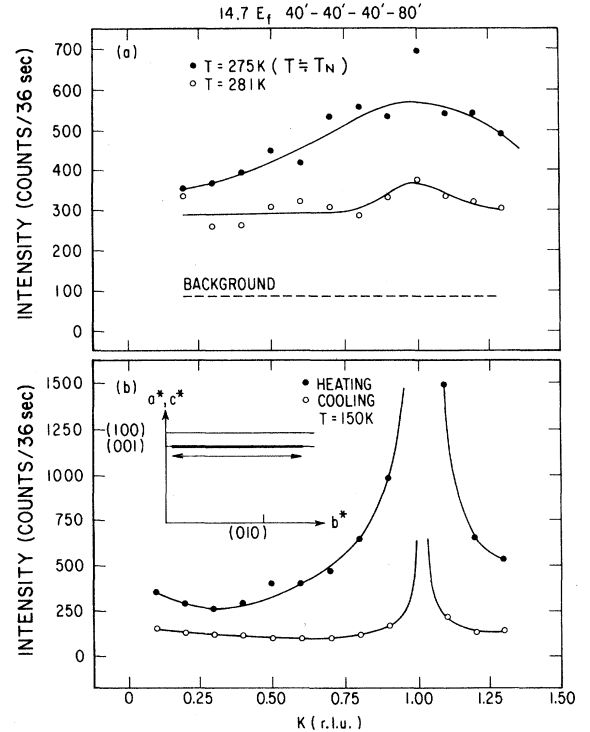 14.7 Ef 40′–40′–40′–80′
(a)
● T = 275K ( T ≒ TN )
○ T = 281K
700
600
500
400
300
200
100
0
INTENSITY (COUNTS/36 sec)
BACKGROUND
(b)
● HEATING
○ COOLING
T = 150K
a*, c*
(100)
(001)
(010)
b*
1500
1250
1000
750
500
250
0
INTENSITY (COUNTS/36 sec)
0 0.25 0.50 0.75 1.00 1.25 1.50
K (r.l.u.)